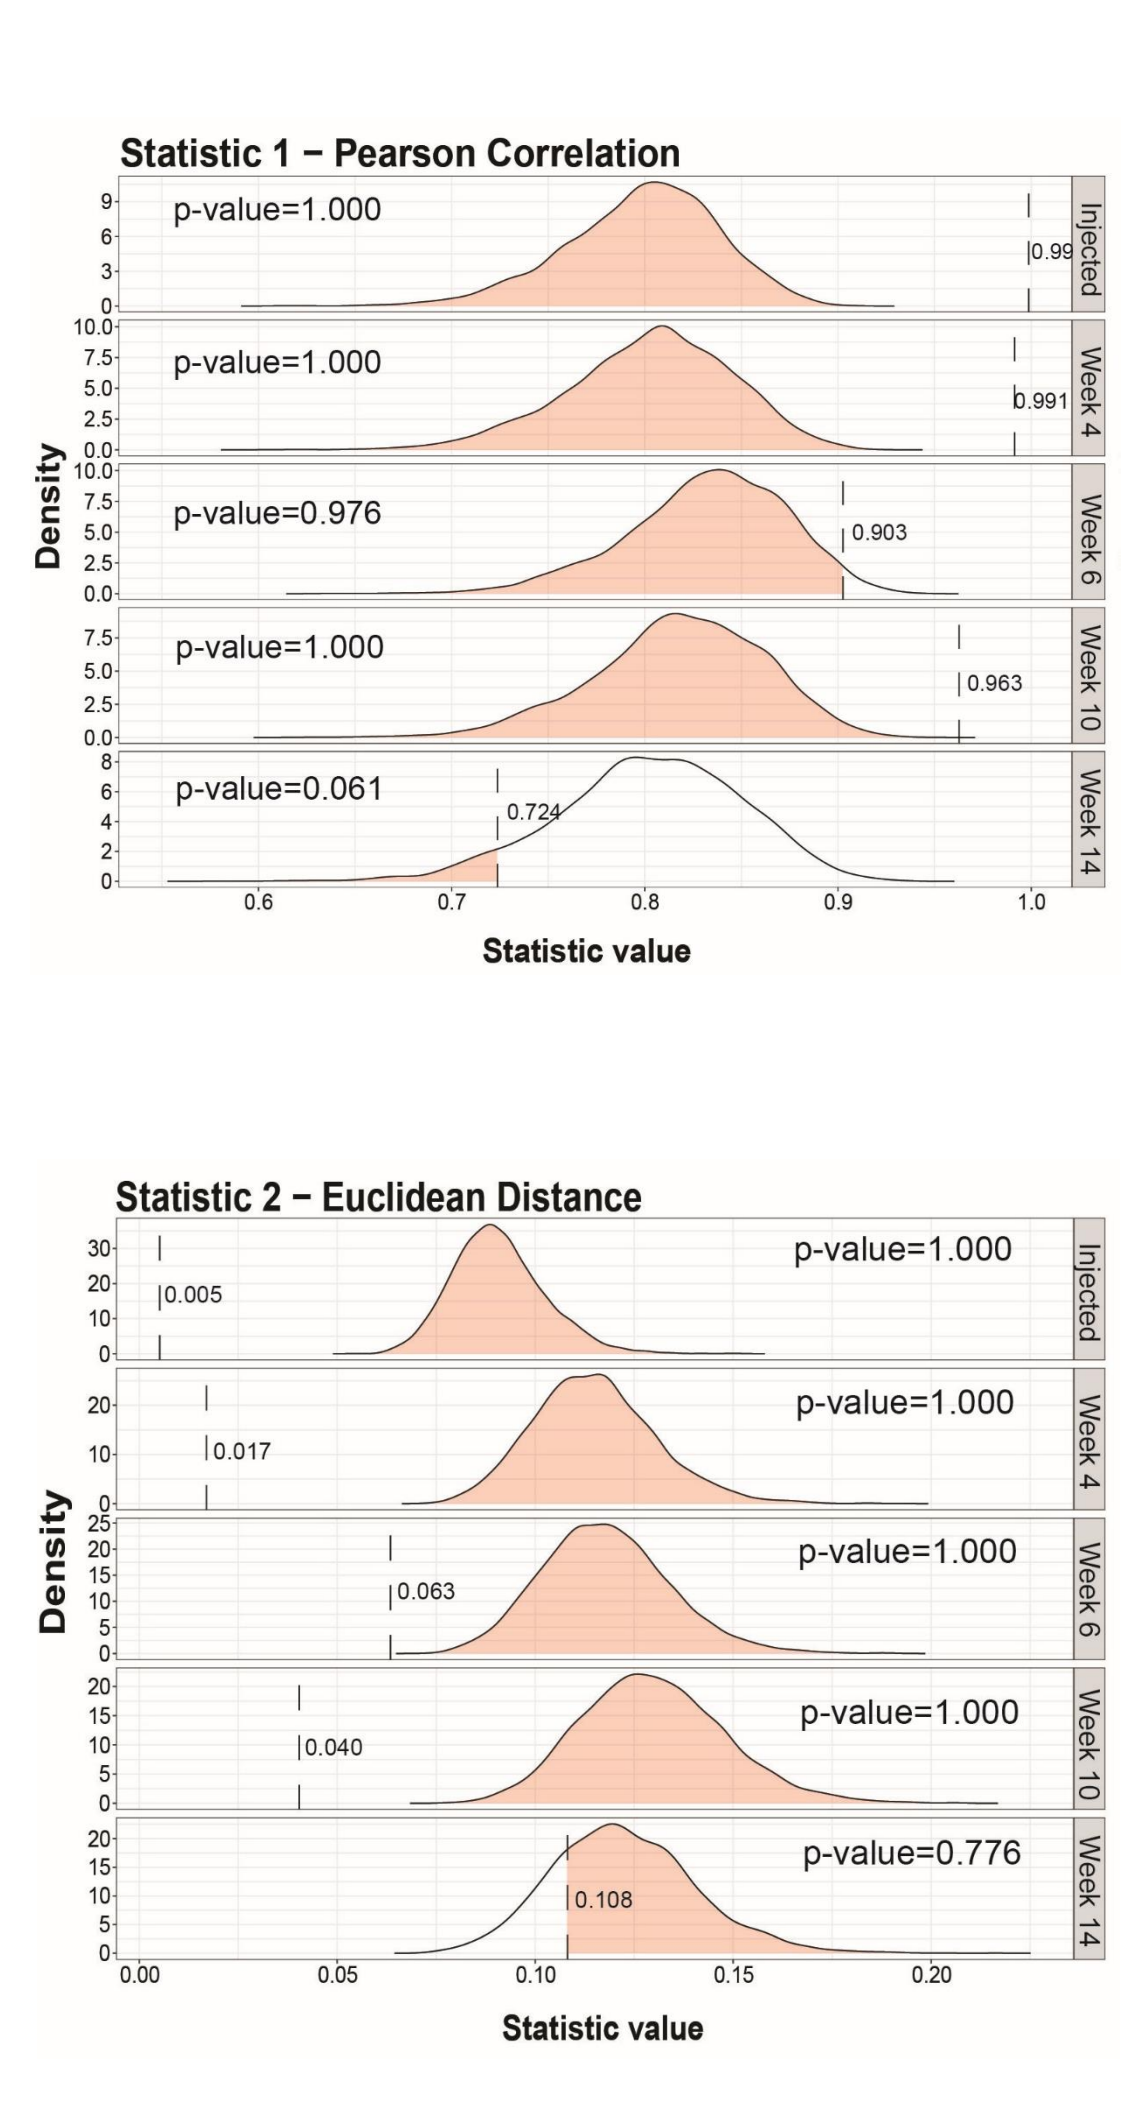 Statistic 1 − Pearson Correlation
Density
9
6
3
0
p-value=1.000
0.99
Injected
10.0
7.5
5.0
2.5
0.0
p-value=1.000
0.991
Week 4
10.0
7.5
5.0
2.5
0.0
p-value=0.976
0.903
Week 6
7.5
5.0
2.5
0.0
p-value=1.000
0.963
Week 10
8
6
4
2
0
p-value=0.061
0.724
Week 14
0.6 0.7 0.8 0.9 1.0
Statistic value
Statistic 2 − Euclidean Distance
Density
30
20
10
0
p-value=1.000
0.005
Injected
20
10
0
p-value=1.000
0.017
Week 4
25
20
15
10
5
0
p-value=1.000
0.063
Week 6
20
15
10
5
0
p-value=1.000
0.040
Week 10
20
15
10
5
0
p-value=0.776
0.108
Week 14
0.00 0.05 0.10 0.15 0.20
Statistic value